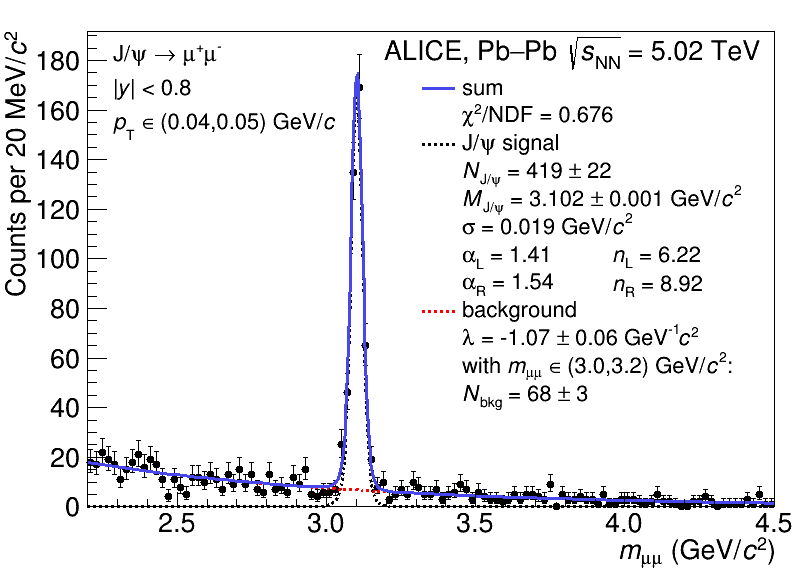 J/ψ → μ⁺μ⁻
|y| < 0.8
p_T ∈ (0.04,0.05) GeV/c
ALICE, Pb–Pb √s_NN = 5.02 TeV
sum
χ²/NDF = 0.676
J/ψ signal
N_J/ψ = 419 ± 22
M_J/ψ = 3.102 ± 0.001 GeV/c²
σ = 0.019 GeV/c²
α_L = 1.41 n_L = 6.22
α_R = 1.54 n_R = 8.92
background
λ = -1.07 ± 0.06 GeV⁻¹c²
with m_μμ ∈ (3.0,3.2) GeV/c²:
N_bkg = 68 ± 3
Counts per 20 MeV/c²
180
160
140
120
100
80
60
40
20
0
2.5 3.0 3.5 4.0 4.5
m_μμ (GeV/c²)